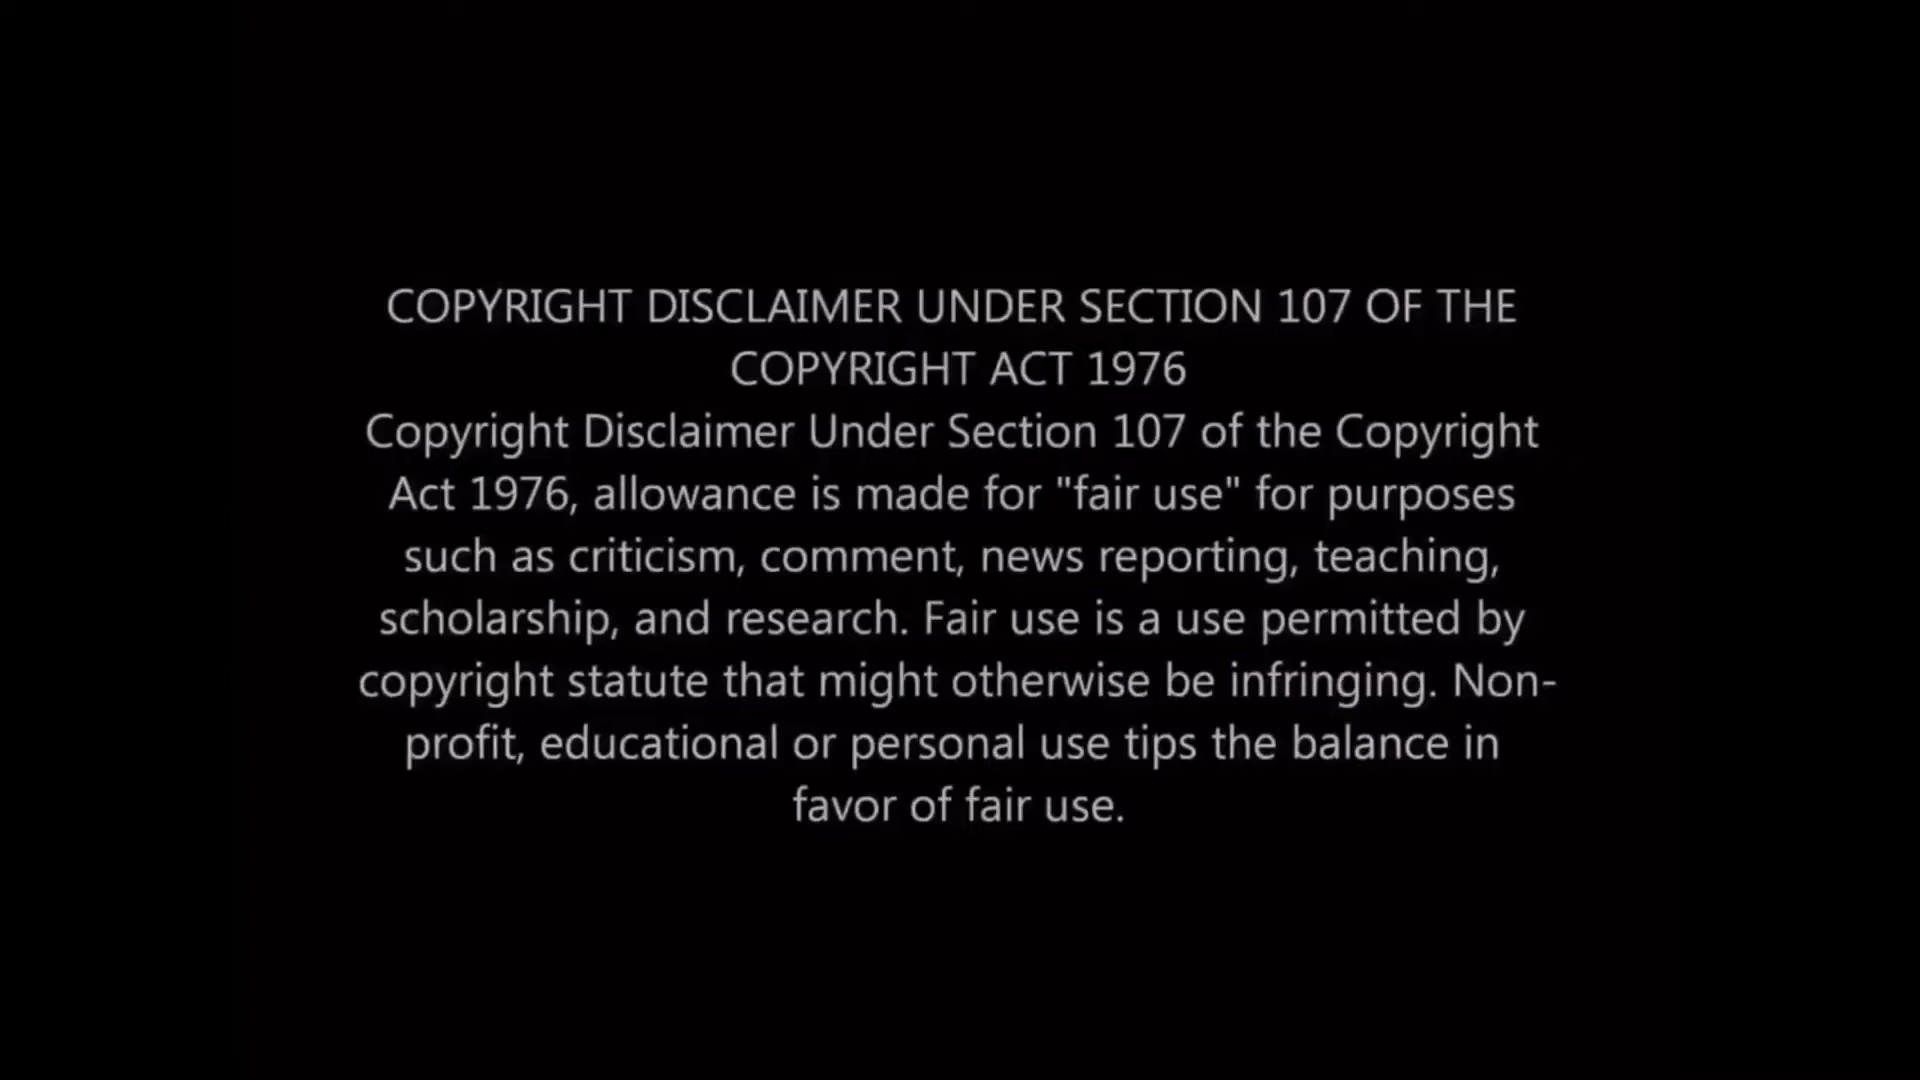 COPYRIGHT DISCLAIMER UNDER SECTION 107 OF THE
COPYRIGHT ACT 1976
Copyright Disclaimer Under Section 107 of the Copyright
Act 1976, allowance is made for "fair use" for purposes
such as criticism, comment, news reporting, teaching,
scholarship, and research. Fair use is a use permitted by
copyright statute that might otherwise be infringing. Non-
profit, educational or personal use tips the balance in
favor of fair use.